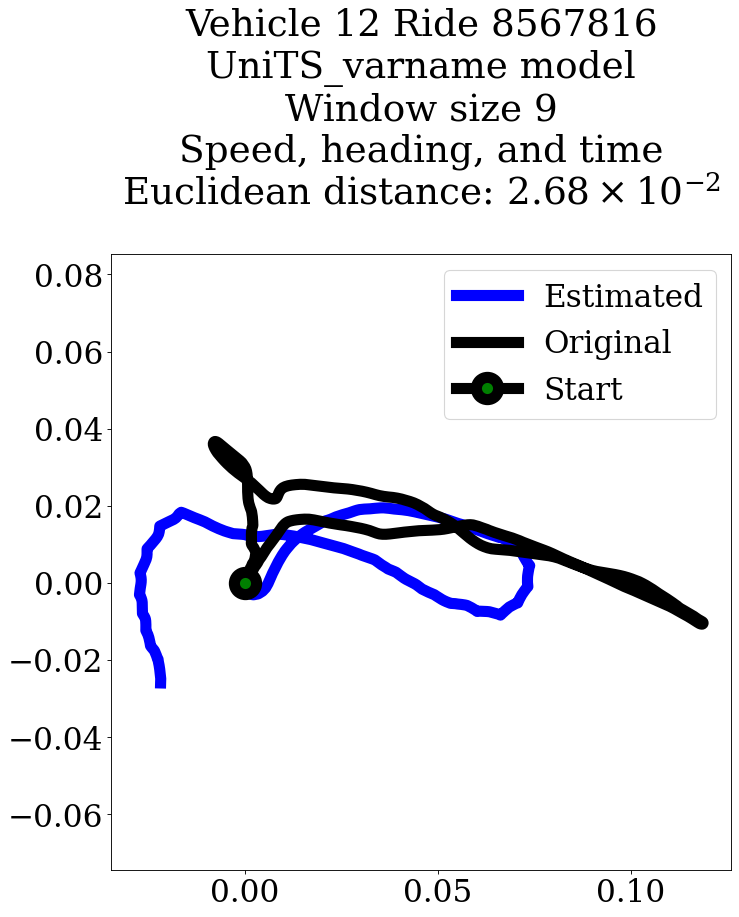 Vehicle 12 Ride 8567816
UniTS_varname model
Window size 9
Speed, heading, and time
Euclidean distance: 2.68 × 10⁻²
Estimated
Original
Start
0.08
0.06
0.04
0.02
0.00
−0.02
−0.04
−0.06
0.00 0.05 0.10